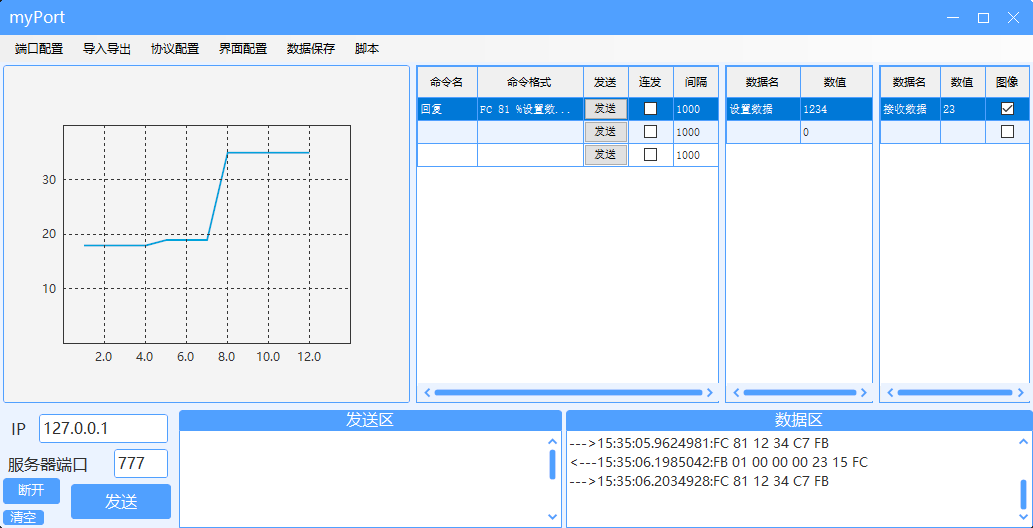 myPort
端口配置 导入导出 协议配置 界面配置 数据保存 脚本
30
20
10
2.0 4.0 6.0 8.0 10.0 12.0
命令名 命令格式 发送 连发 间隔
回复 FC 81 %设置数... 发送 1000
发送 1000
发送 1000
数据名 数值
设置数据 1234
0
数据名 数值 图像
接收数据 23
IP 127.0.0.1
服务器端口 777
断开 发送
清空
发送区
数据区
--->15:35:05.9624981:FC 81 12 34 C7 FB
<---15:35:06.1985042:FB 01 00 00 00 23 15 FC
--->15:35:06.2034928:FC 81 12 34 C7 FB